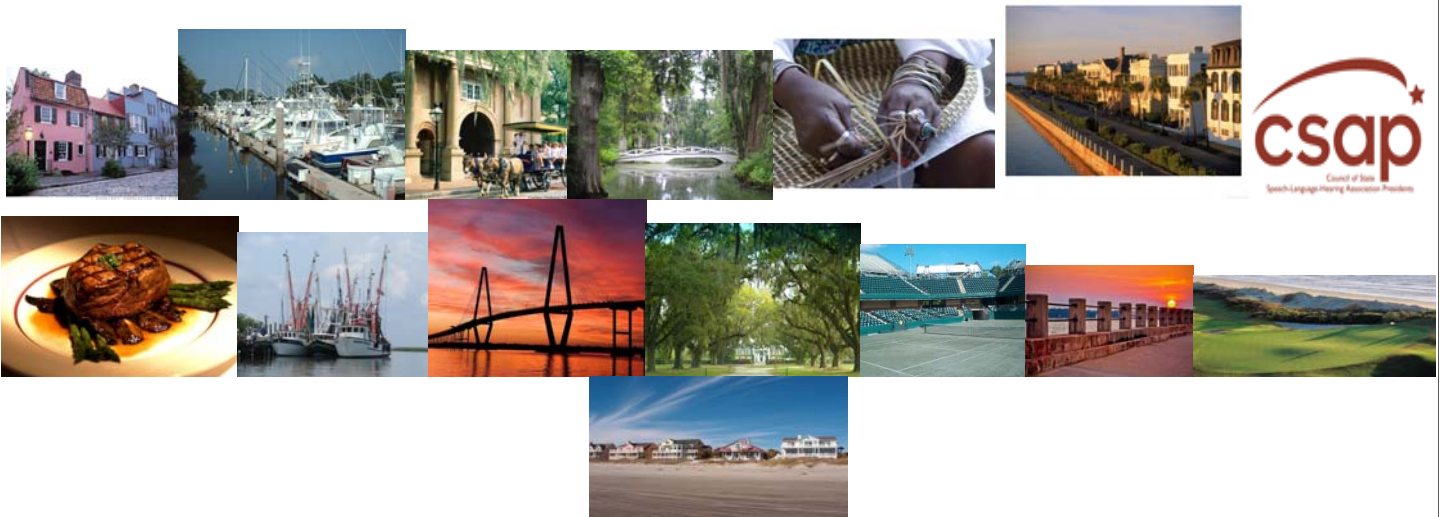 csap
Council of State
Speech-Language-Hearing Association Presidents